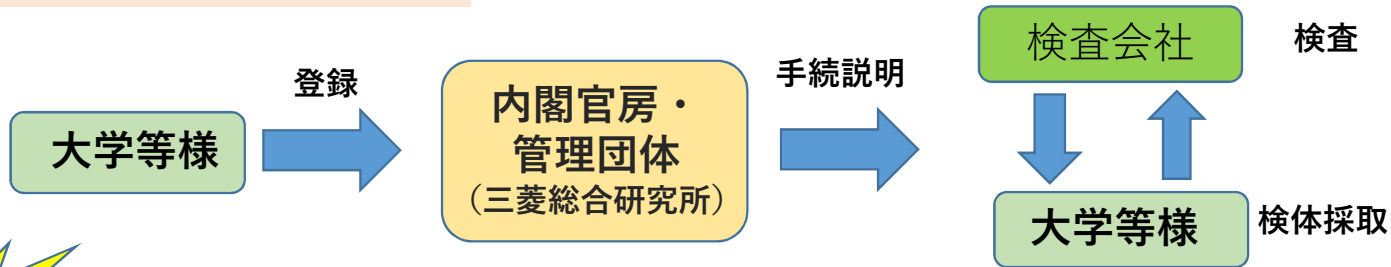 大学等様
登録
内閣官房・
管理団体
(三菱総合研究所)
手続説明
検査会社
検査
大学等様
検体採取